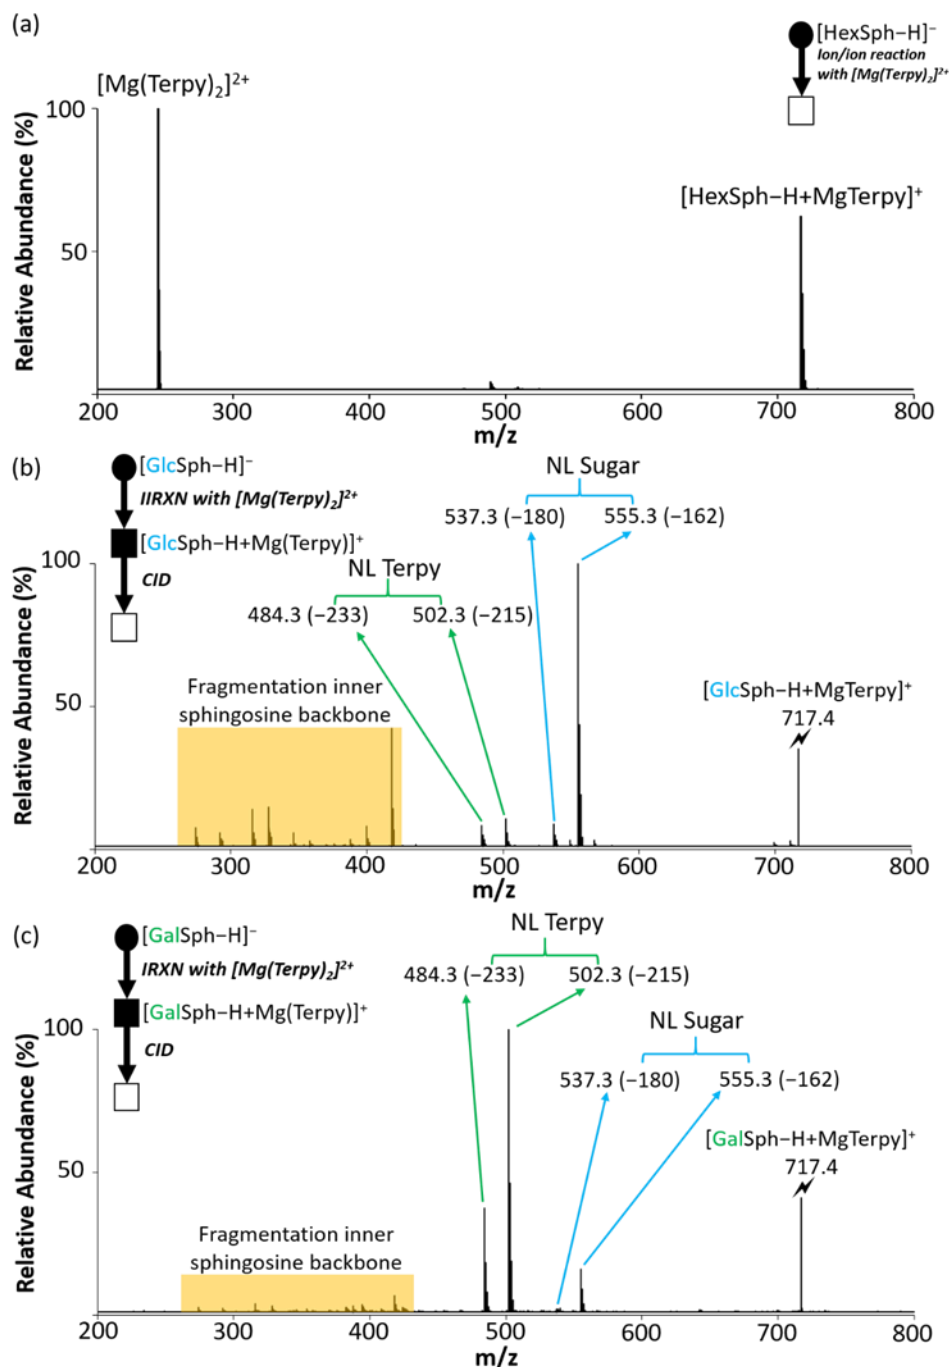 (a)
[HexSph−H]⁻
Ion/ion reaction
with [Mg(Terpy)₂]²⁺
[Mg(Terpy)₂]²⁺
[HexSph−H+MgTerpy]⁺
Relative Abundance (%)
100
50
200 300 400 500 600 700 800
m/z
(b)
[GlcSph−H]⁻
IIRXN with [Mg(Terpy)₂]²⁺
[GlcSph−H+Mg(Terpy)]⁺
CID
NL Sugar
537.3 (−180) 555.3 (−162)
NL Terpy
484.3 (−233) 502.3 (−215)
Fragmentation inner
sphingosine backbone
[GlcSph−H+MgTerpy]⁺
717.4
Relative Abundance (%)
100
50
200 300 400 500 600 700 800
m/z
(c)
[GalSph−H]⁻
IRXN with [Mg(Terpy)₂]²⁺
[GalSph−H+Mg(Terpy)]⁺
CID
NL Terpy
484.3 (−233) 502.3 (−215)
NL Sugar
537.3 (−180) 555.3 (−162)
[GalSph−H+MgTerpy]⁺
717.4
Fragmentation inner
sphingosine backbone
Relative Abundance (%)
100
50
200 300 400 500 600 700 800
m/z